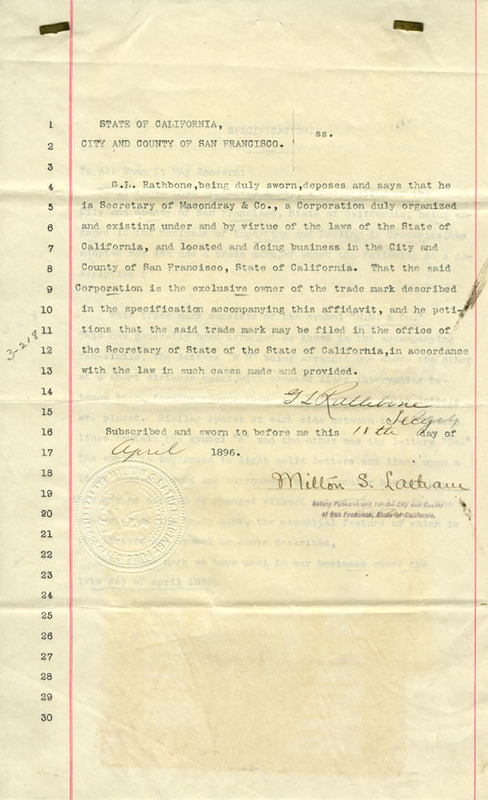 1 STATE OF CALIFORNIA,
2 CITY AND COUNTY OF SAN FRANCISCO. ss.
3
4 G.L. Rathbone,being duly sworn,deposes and says that he
5 is Secretary of Macondray & Co., a Corporation duly organized
6 and existing under and by virtue of the laws of the State of
7 California, and located and doing business in the City and
8 County of San Francisco, State of California. That the said
9 Corporation is the exclusive owner of the trade mark described
10 in the specification accompanying this affidavit, and he peti-
11 tions that the said trade mark may be filed in the office of
12 the Secretary of State of the State of California,in accordance
13 with the law in such cases made and provided.
3-218
14 G L Rathbone
15 Secy
16 Subscribed and sworn to before me this 18th day of
17 April 1896.
18 Milton S. Latham
19 Notary Public in and for the City and County
20 of San Francisco, State of California.
21
22
23
24
25
26
27
28
29
30